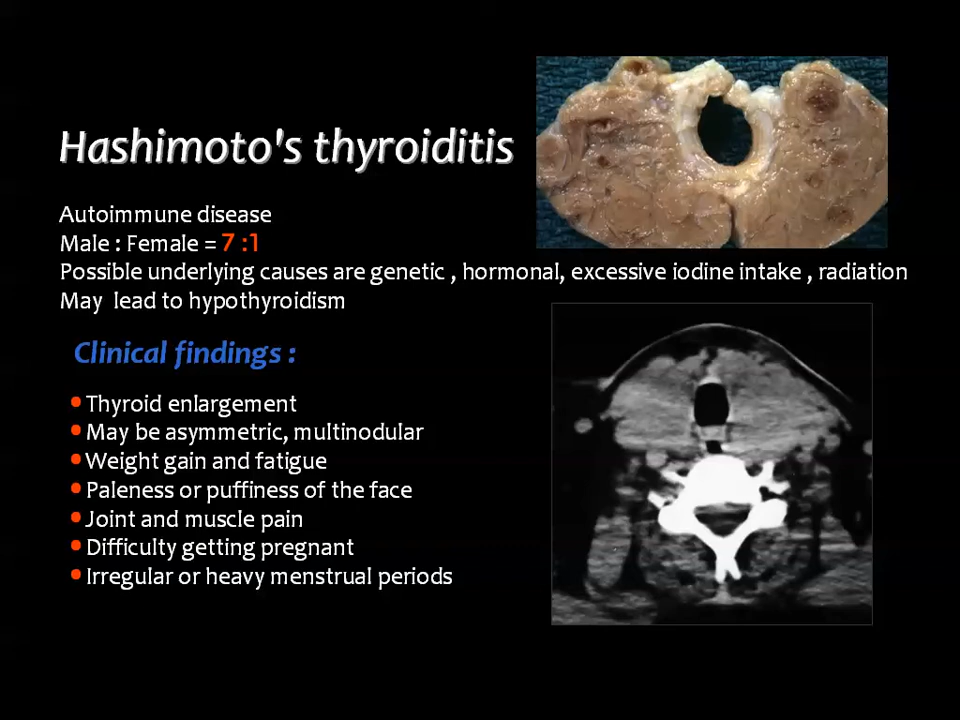 Hashimoto's thyroiditis
Autoimmune disease
Male : Female = 7 :1
Possible underlying causes are genetic , hormonal, excessive iodine intake , radiation
May lead to hypothyroidism
Clinical findings :
• Thyroid enlargement
• May be asymmetric, multinodular
• Weight gain and fatigue
• Paleness or puffiness of the face
• Joint and muscle pain
• Difficulty getting pregnant
• Irregular or heavy menstrual periods